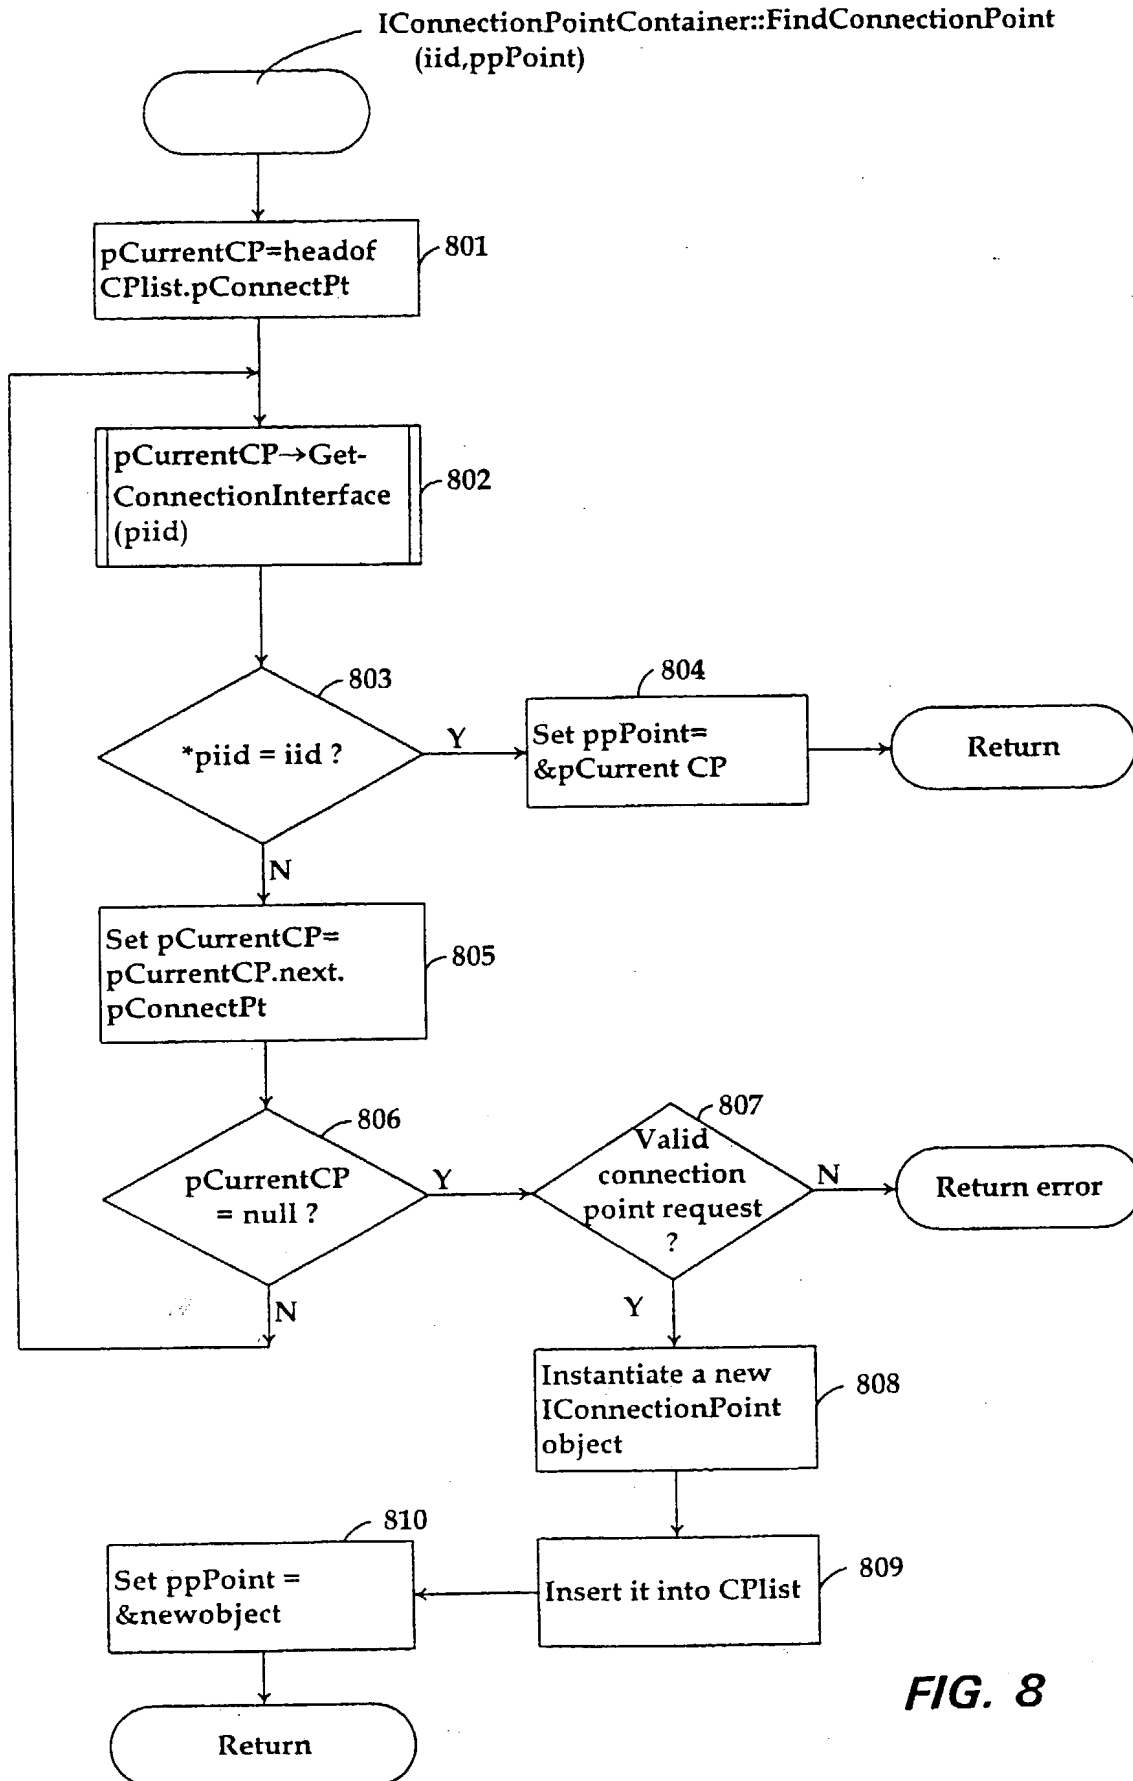 IConnectionPointContainer::FindConnectionPoint
(iid,ppPoint)
pCurrentCP=headof
CPlist.pConnectPt
801
pCurrentCP→Get-
ConnectionInterface
(piid)
802
803
*piid = iid ?
Y
N
804
Set ppPoint=
&pCurrent CP
Return
Set pCurrentCP=
pCurrentCP.next.
pConnectPt
805
806
pCurrentCP
= null ?
Y
N
807
Valid
connection
point request
?
N
Y
Return error
Instantiate a new
IConnectionPoint
object
808
Insert it into CPlist
809
810
Set ppPoint =
&newobject
Return
FIG. 8